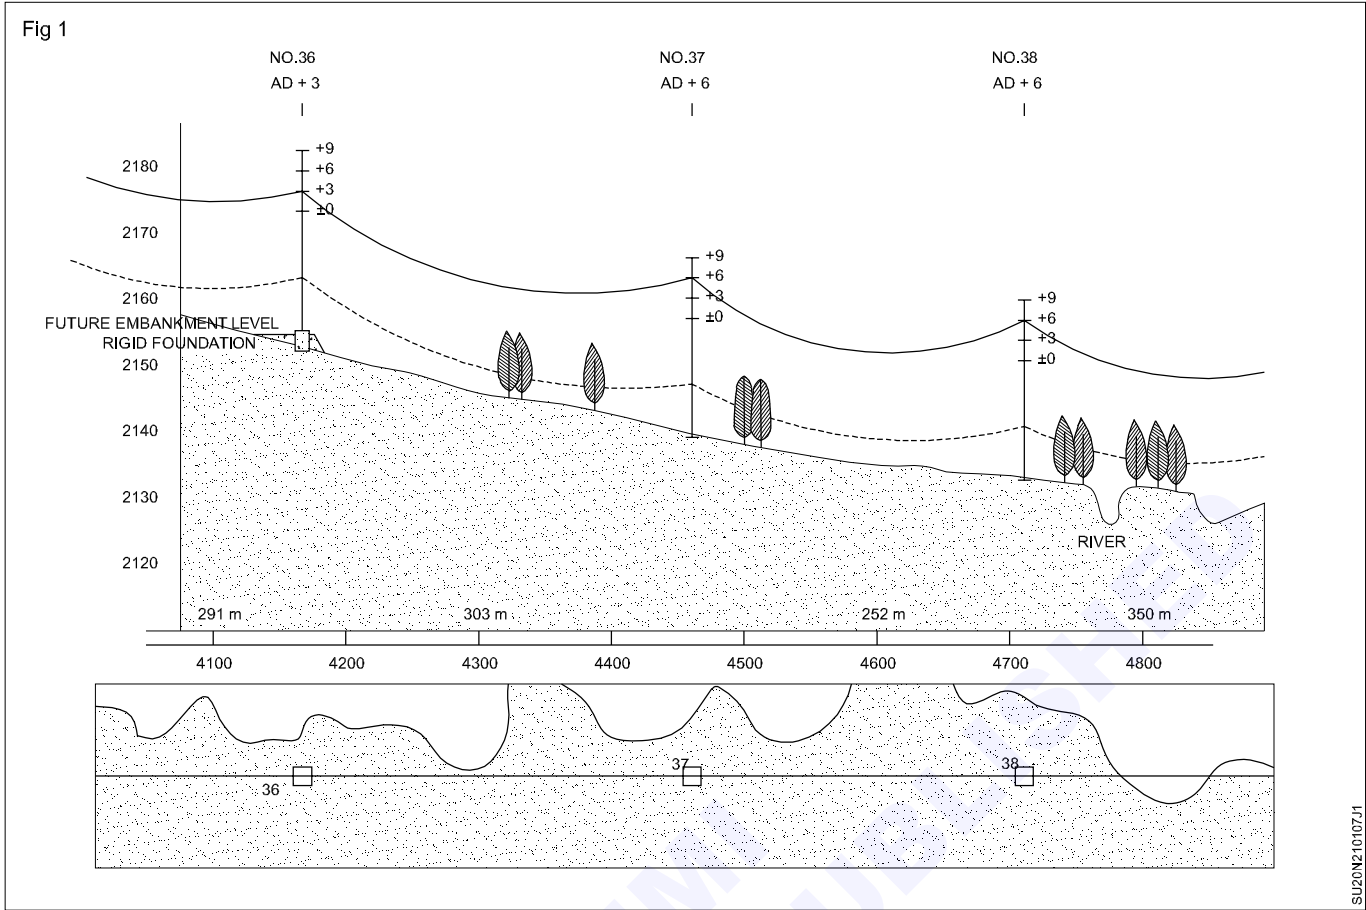 Fig 1
NO.36
AD + 3
NO.37
AD + 6
NO.38
AD + 6
2180
2170
2160
2150
2140
2130
2120
+9
+6
+3
±0
+9
+6
+3
±0
+9
+6
+3
±0
FUTURE EMBANKMENT LEVEL
RIGID FOUNDATION
RIVER
291 m
303 m
252 m
350 m
4100
4200
4300
4400
4500
4600
4700
4800
36
37
38
SU20N210107J1
UBLISHED